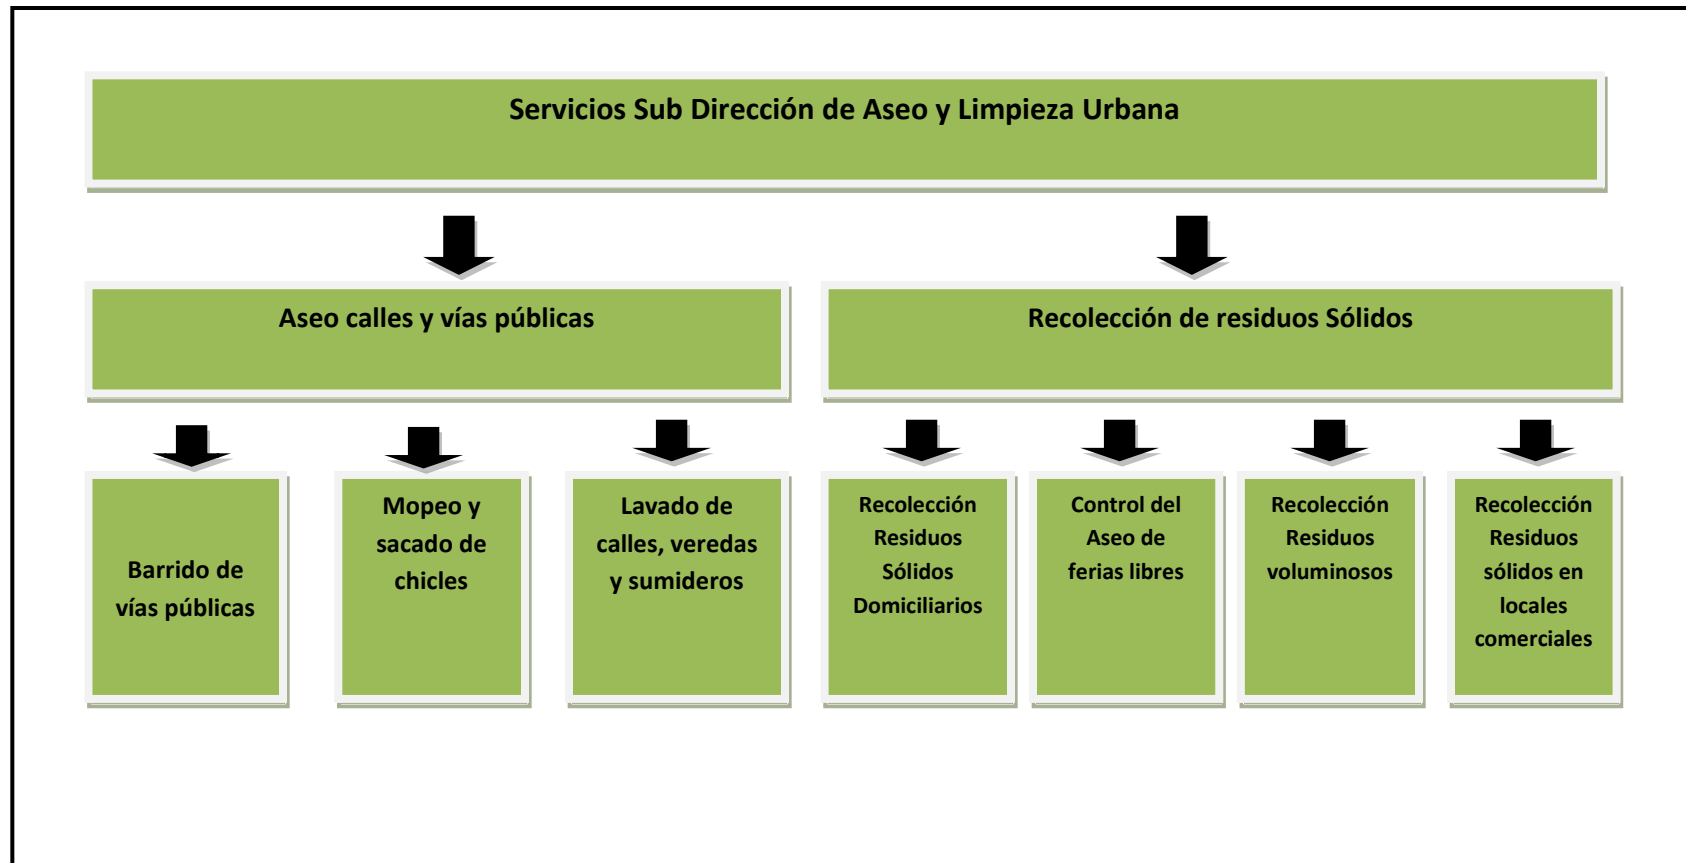 Servicios Sub Dirección de Aseo y Limpieza Urbana
Aseo calles y vías públicas
Recolección de residuos Sólidos
Barrido de
vías públicas
Mopeo y
sacado de
chicles
Lavado de
calles, veredas
y sumideros
Recolección
Residuos
Sólidos
Domiciliarios
Control del
Aseo de
ferias libres
Recolección
Residuos
voluminosos
Recolección
Residuos
sólidos en
locales
comerciales